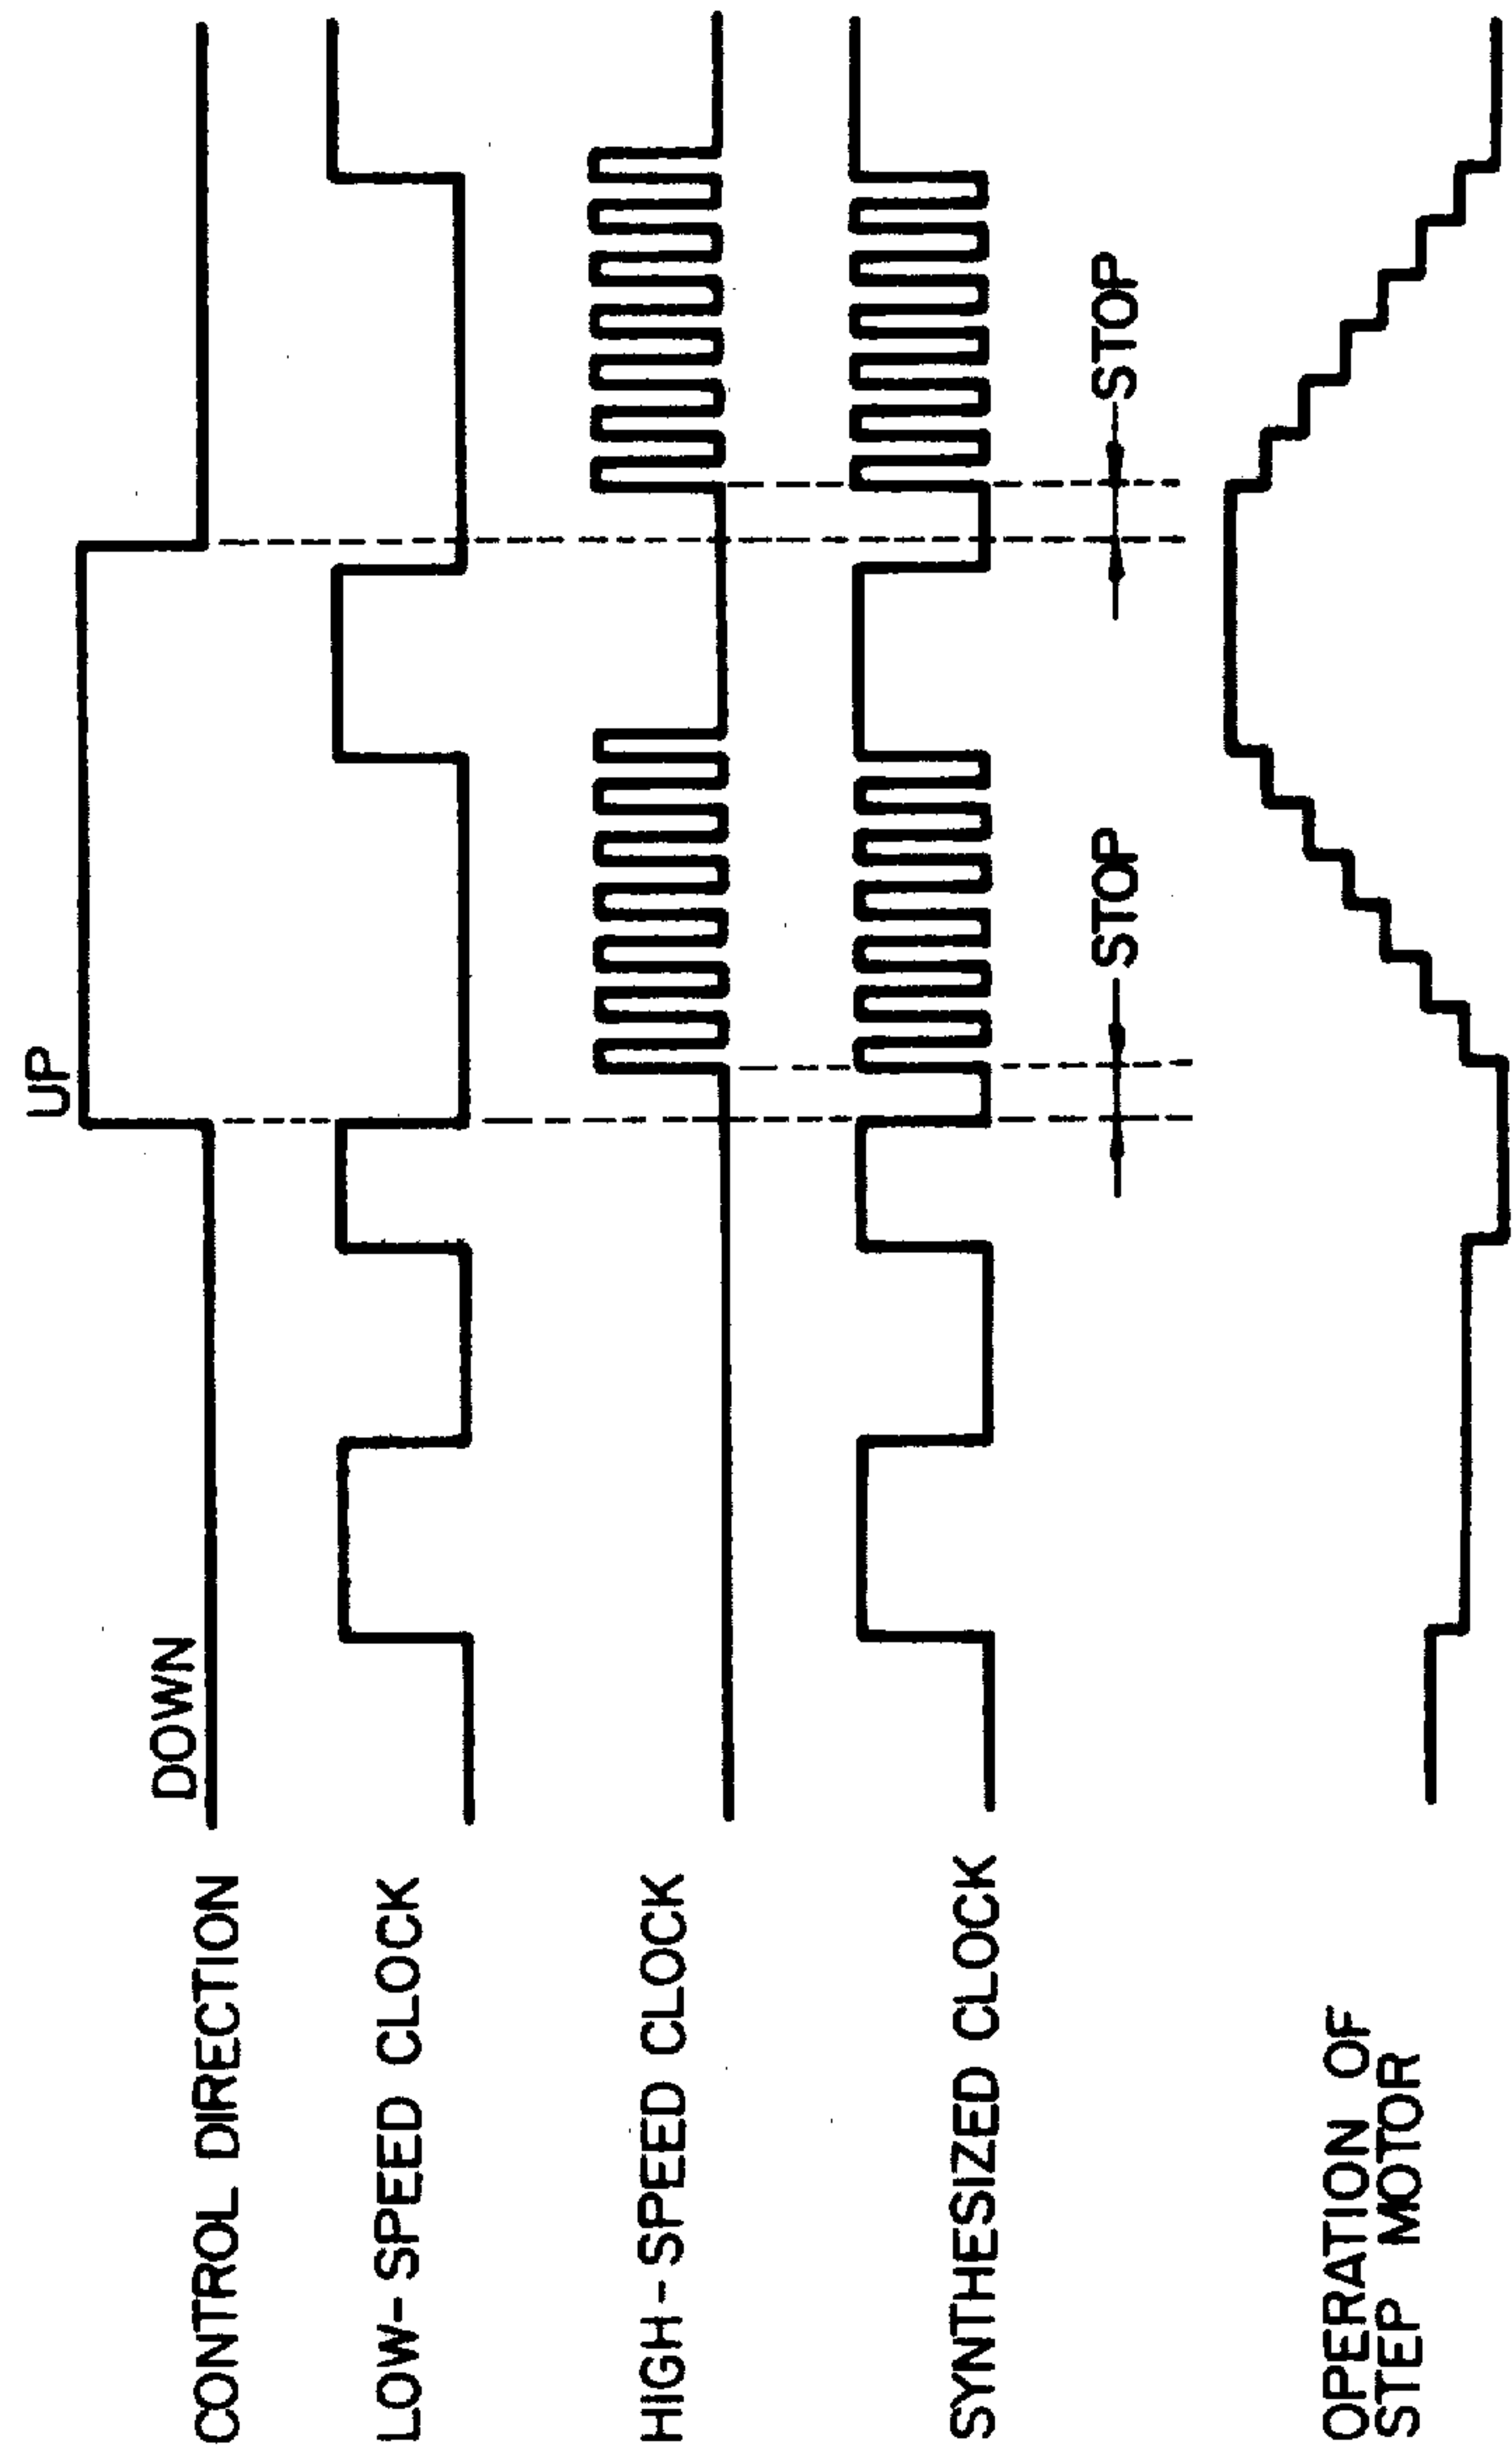 UP
DOWN
CONTROL DIRECTION
LOW-SPEED CLOCK
HIGH-SPEED CLOCK
SYNTHESIZED CLOCK
STOP
STOP
OPERATION OF
STEP MOTOR